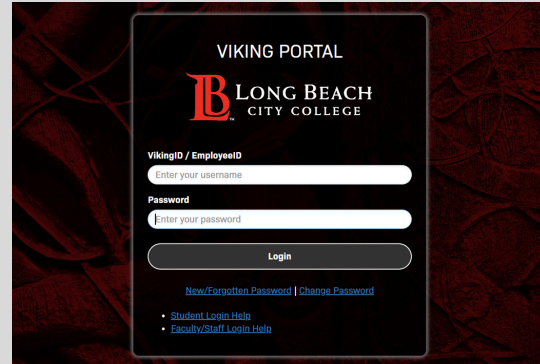 VIKING PORTAL
LB LONG BEACH
CITY COLLEGE
VikingID / EmployeeID
Enter your username
Password
Enter your password
Login
New/Forgotten Password | Change Password
Student Login Help
Faculty/Staff Login Help